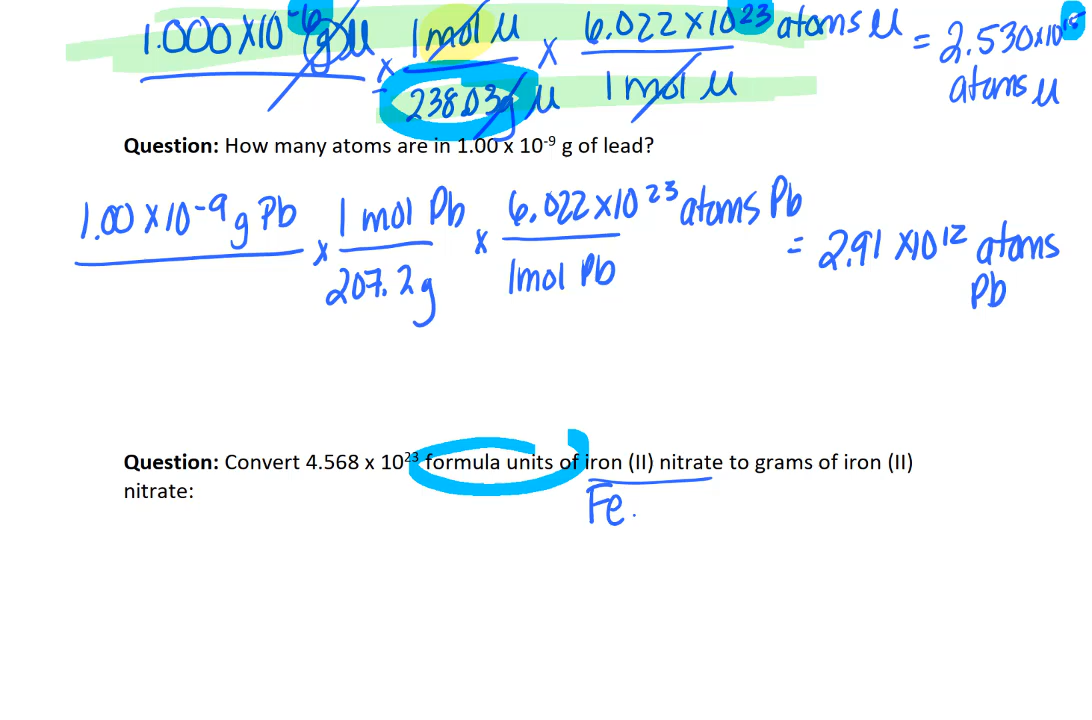 1.000 x 10⁻⁶ g U x 1 mol U x 6.022 x 10²³ atoms U = 2.530 x 10¹⁵
238.03g U 1 mol U atoms U
Question: How many atoms are in 1.00 x 10⁻⁹ g of lead?
1.00 x 10⁻⁹ g Pb x 1 mol Pb x 6.022 x 10²³ atoms Pb = 2.91 x 10¹² atoms
207.2g 1 mol Pb Pb
Question: Convert 4.568 x 10²³ formula units of iron (II) nitrate to grams of iron (II)
nitrate:
Fe.